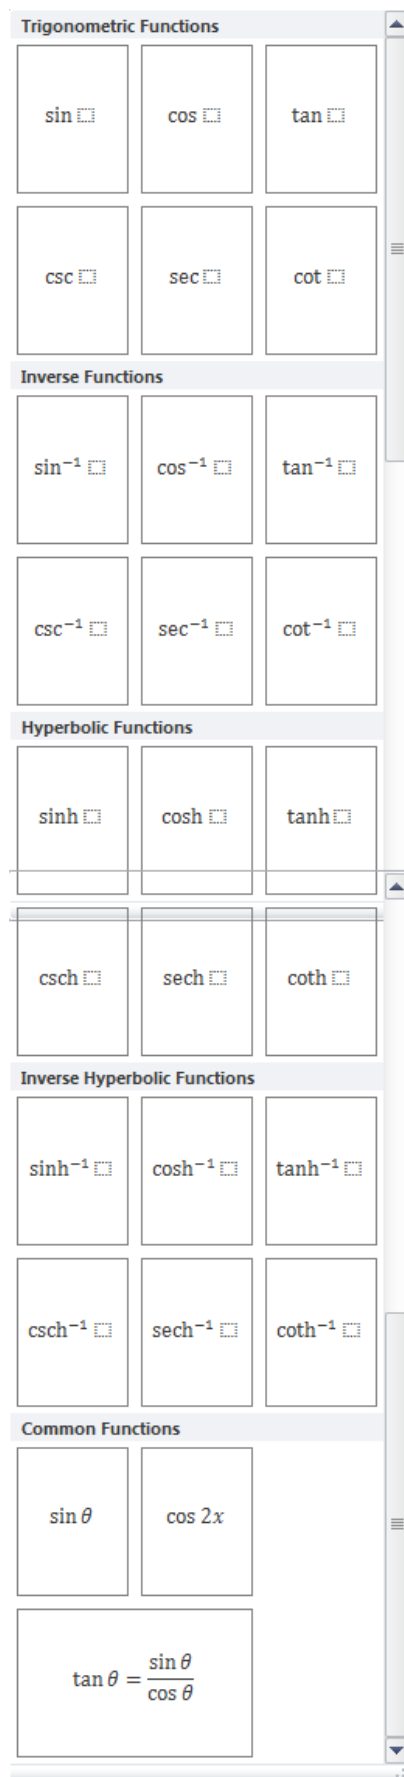 Trigonometric Functions
sin ⬚ cos ⬚ tan ⬚
csc ⬚ sec ⬚ cot ⬚
Inverse Functions
sin⁻¹ ⬚ cos⁻¹ ⬚ tan⁻¹ ⬚
csc⁻¹ ⬚ sec⁻¹ ⬚ cot⁻¹ ⬚
Hyperbolic Functions
sinh ⬚ cosh ⬚ tanh ⬚
csch ⬚ sech ⬚ coth ⬚
Inverse Hyperbolic Functions
sinh⁻¹ ⬚ cosh⁻¹ ⬚ tanh⁻¹ ⬚
csch⁻¹ ⬚ sech⁻¹ ⬚ coth⁻¹ ⬚
Common Functions
sin θ cos 2x
tan θ = sin θ / cos θ